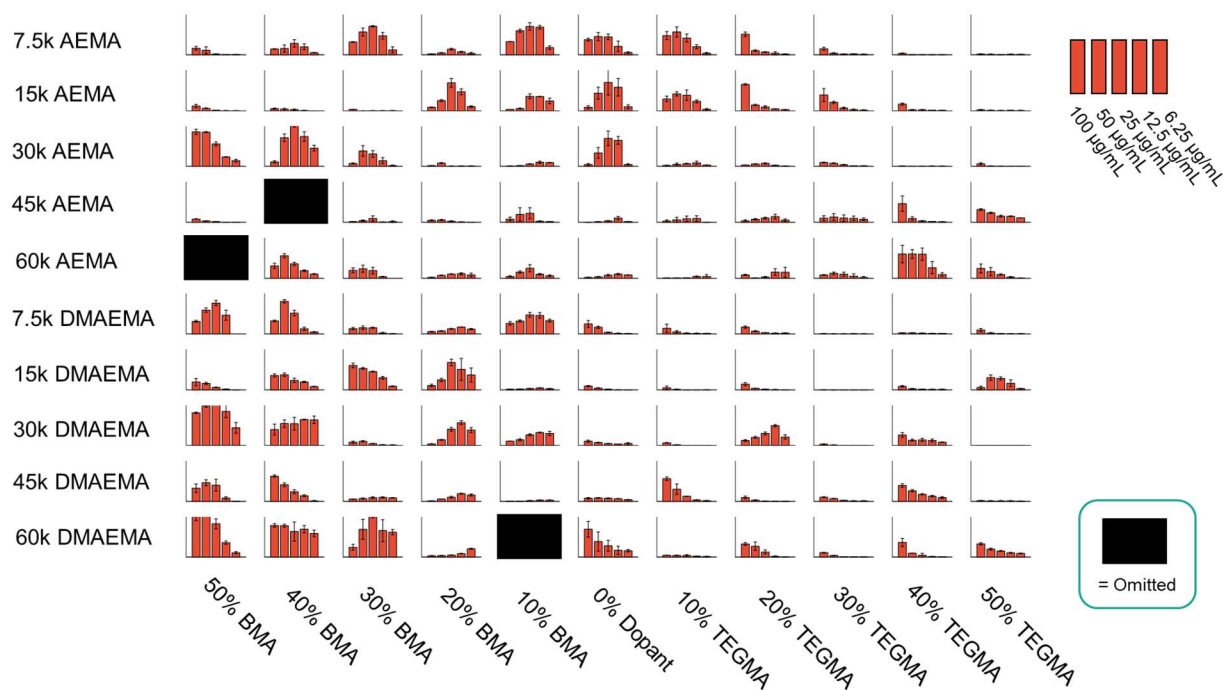 7.5k AEMA
15k AEMA
30k AEMA
45k AEMA
60k AEMA
7.5k DMAEMA
15k DMAEMA
30k DMAEMA
45k DMAEMA
60k DMAEMA
50% BMA
40% BMA
30% BMA
20% BMA
10% BMA
0% Dopant
10% TEGMA
20% TEGMA
30% TEGMA
40% TEGMA
50% TEGMA
100 µg/mL
50 µg/mL
25 µg/mL
12.5 µg/mL
6.25 µg/mL
= Omitted